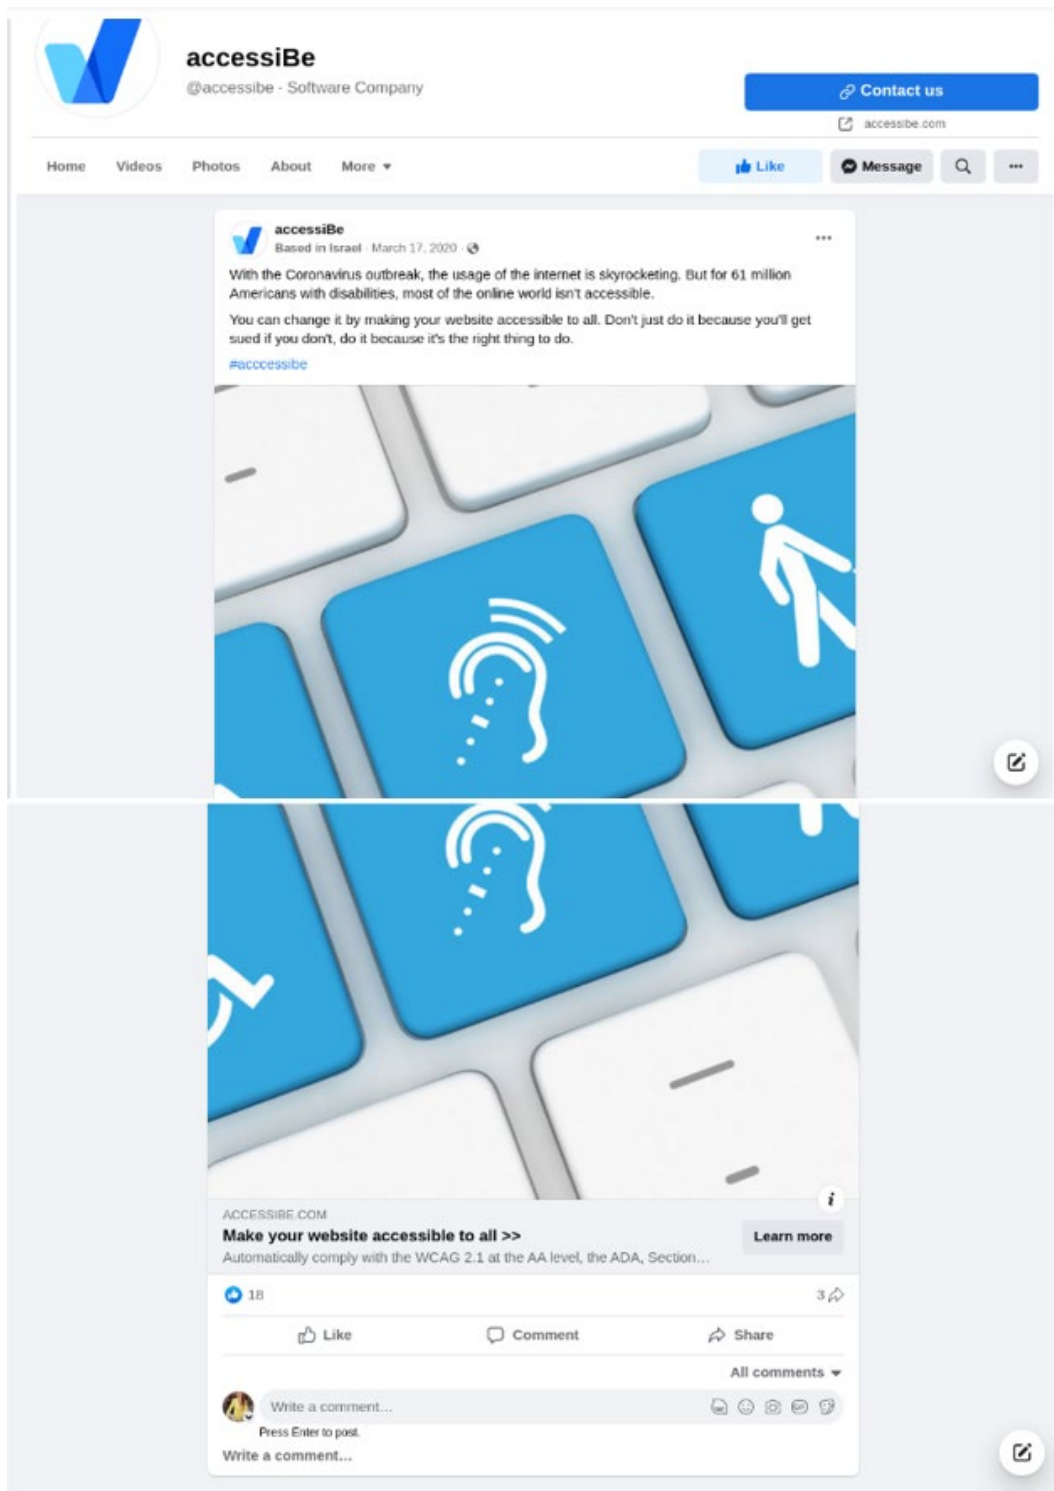 accessiBe
@accessibe - Software Company
Contact us
accessibe.com
Home Videos Photos About More
Like Message
accessiBe
Based in Israel · March 17, 2020 ·
With the Coronavirus outbreak, the usage of the internet is skyrocketing. But for 61 million
Americans with disabilities, most of the online world isn't accessible.
You can change it by making your website accessible to all. Don't just do it because you'll get
sued if you don't, do it because it's the right thing to do.
#acccessibe
ACCESSIBE.COM
Make your website accessible to all >>
Learn more
Automatically comply with the WCAG 2.1 at the AA level, the ADA, Section...
18
3
Like Comment Share
All comments
Write a comment...
Press Enter to post.
Write a comment...